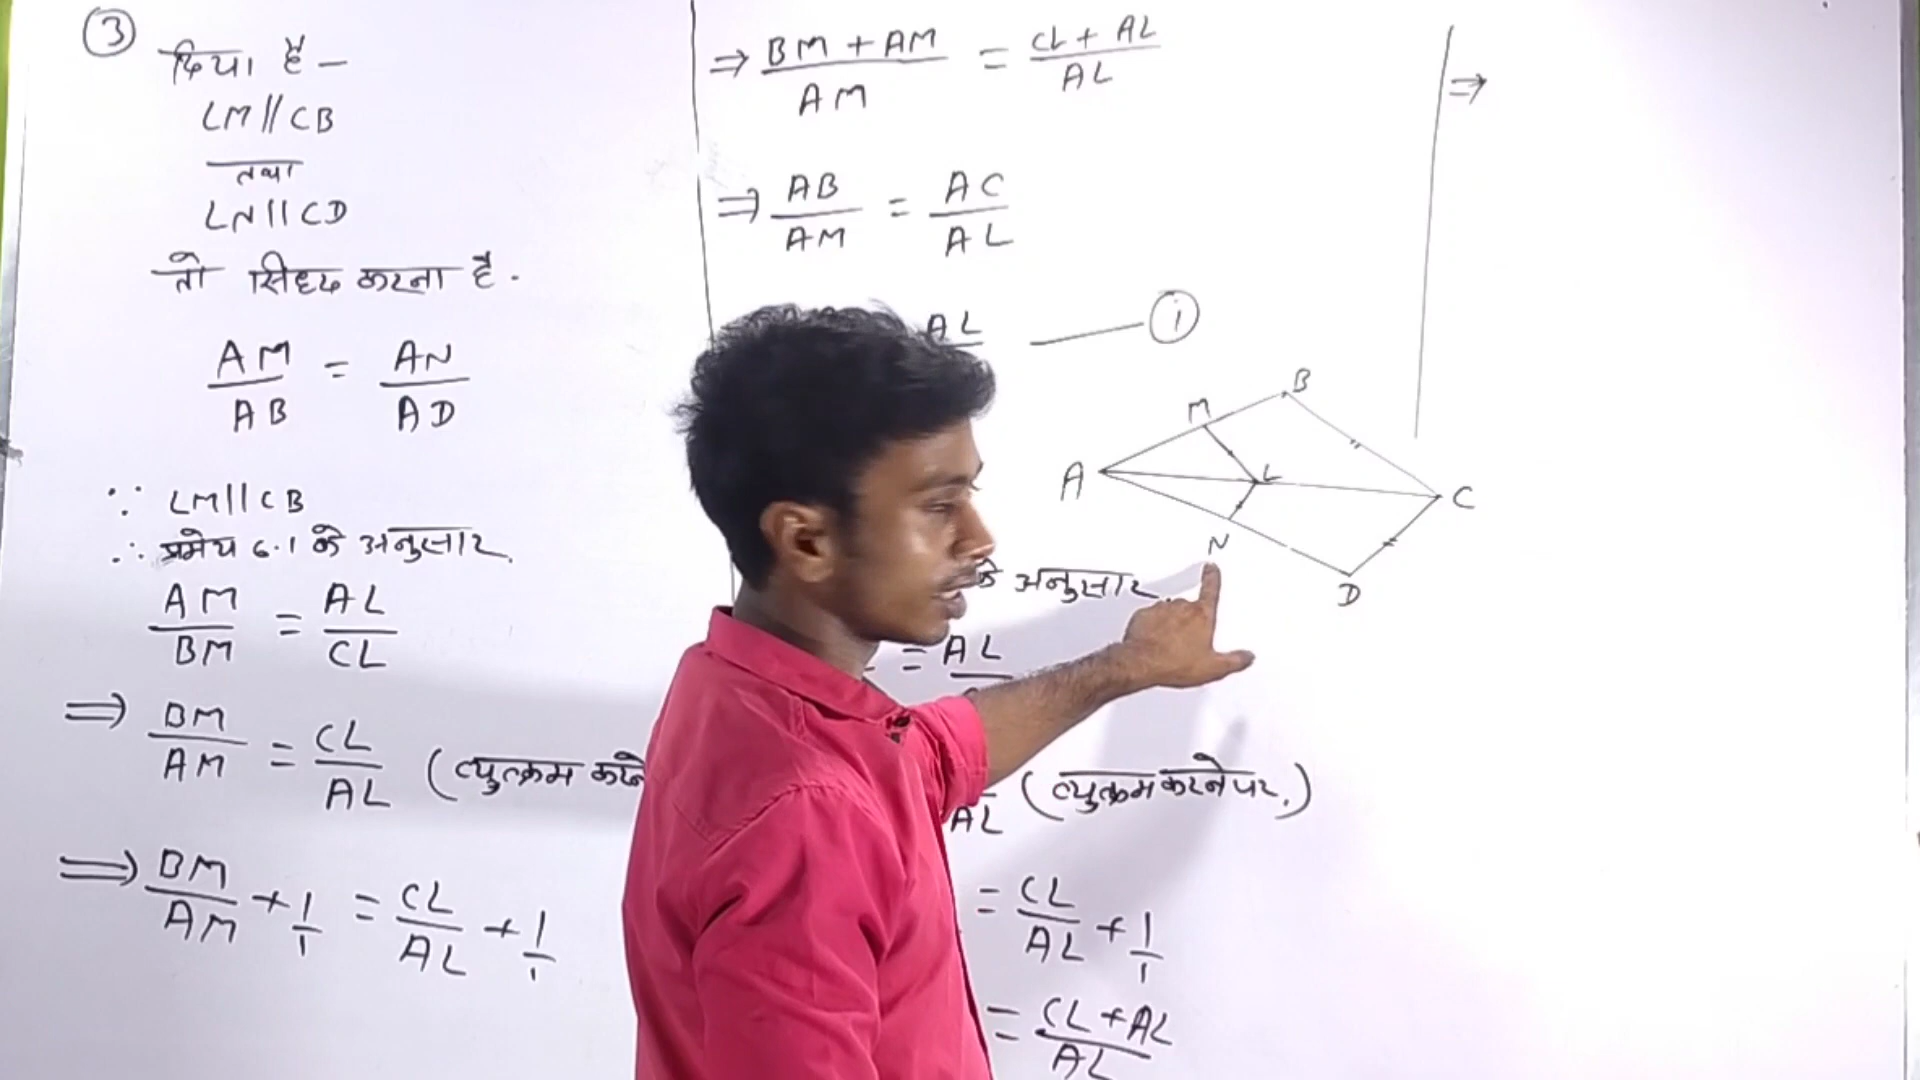 3
दिया है -
LM || CB
तथा
LN || CD
तो सिध्द करना है .
AM/AB = AN/AD
∵ LM || CB
∴ प्रमेय 6.1 के अनुसार,
AM/BM = AL/CL
⇒ BM/AM = CL/AL (व्युत्क्रम करने
⇒ BM/AM + 1/1 = CL/AL + 1/1
⇒ BM + AM/AM = CL + AL/AL
⇒ AB/AM = AC/AL
AL — i
के अनुसार,
= AL
AL (व्युत्क्रम करने पर,)
= CL/AL + 1/1
= CL + AL/AL
⇒
B
M
A
L
C
N
D